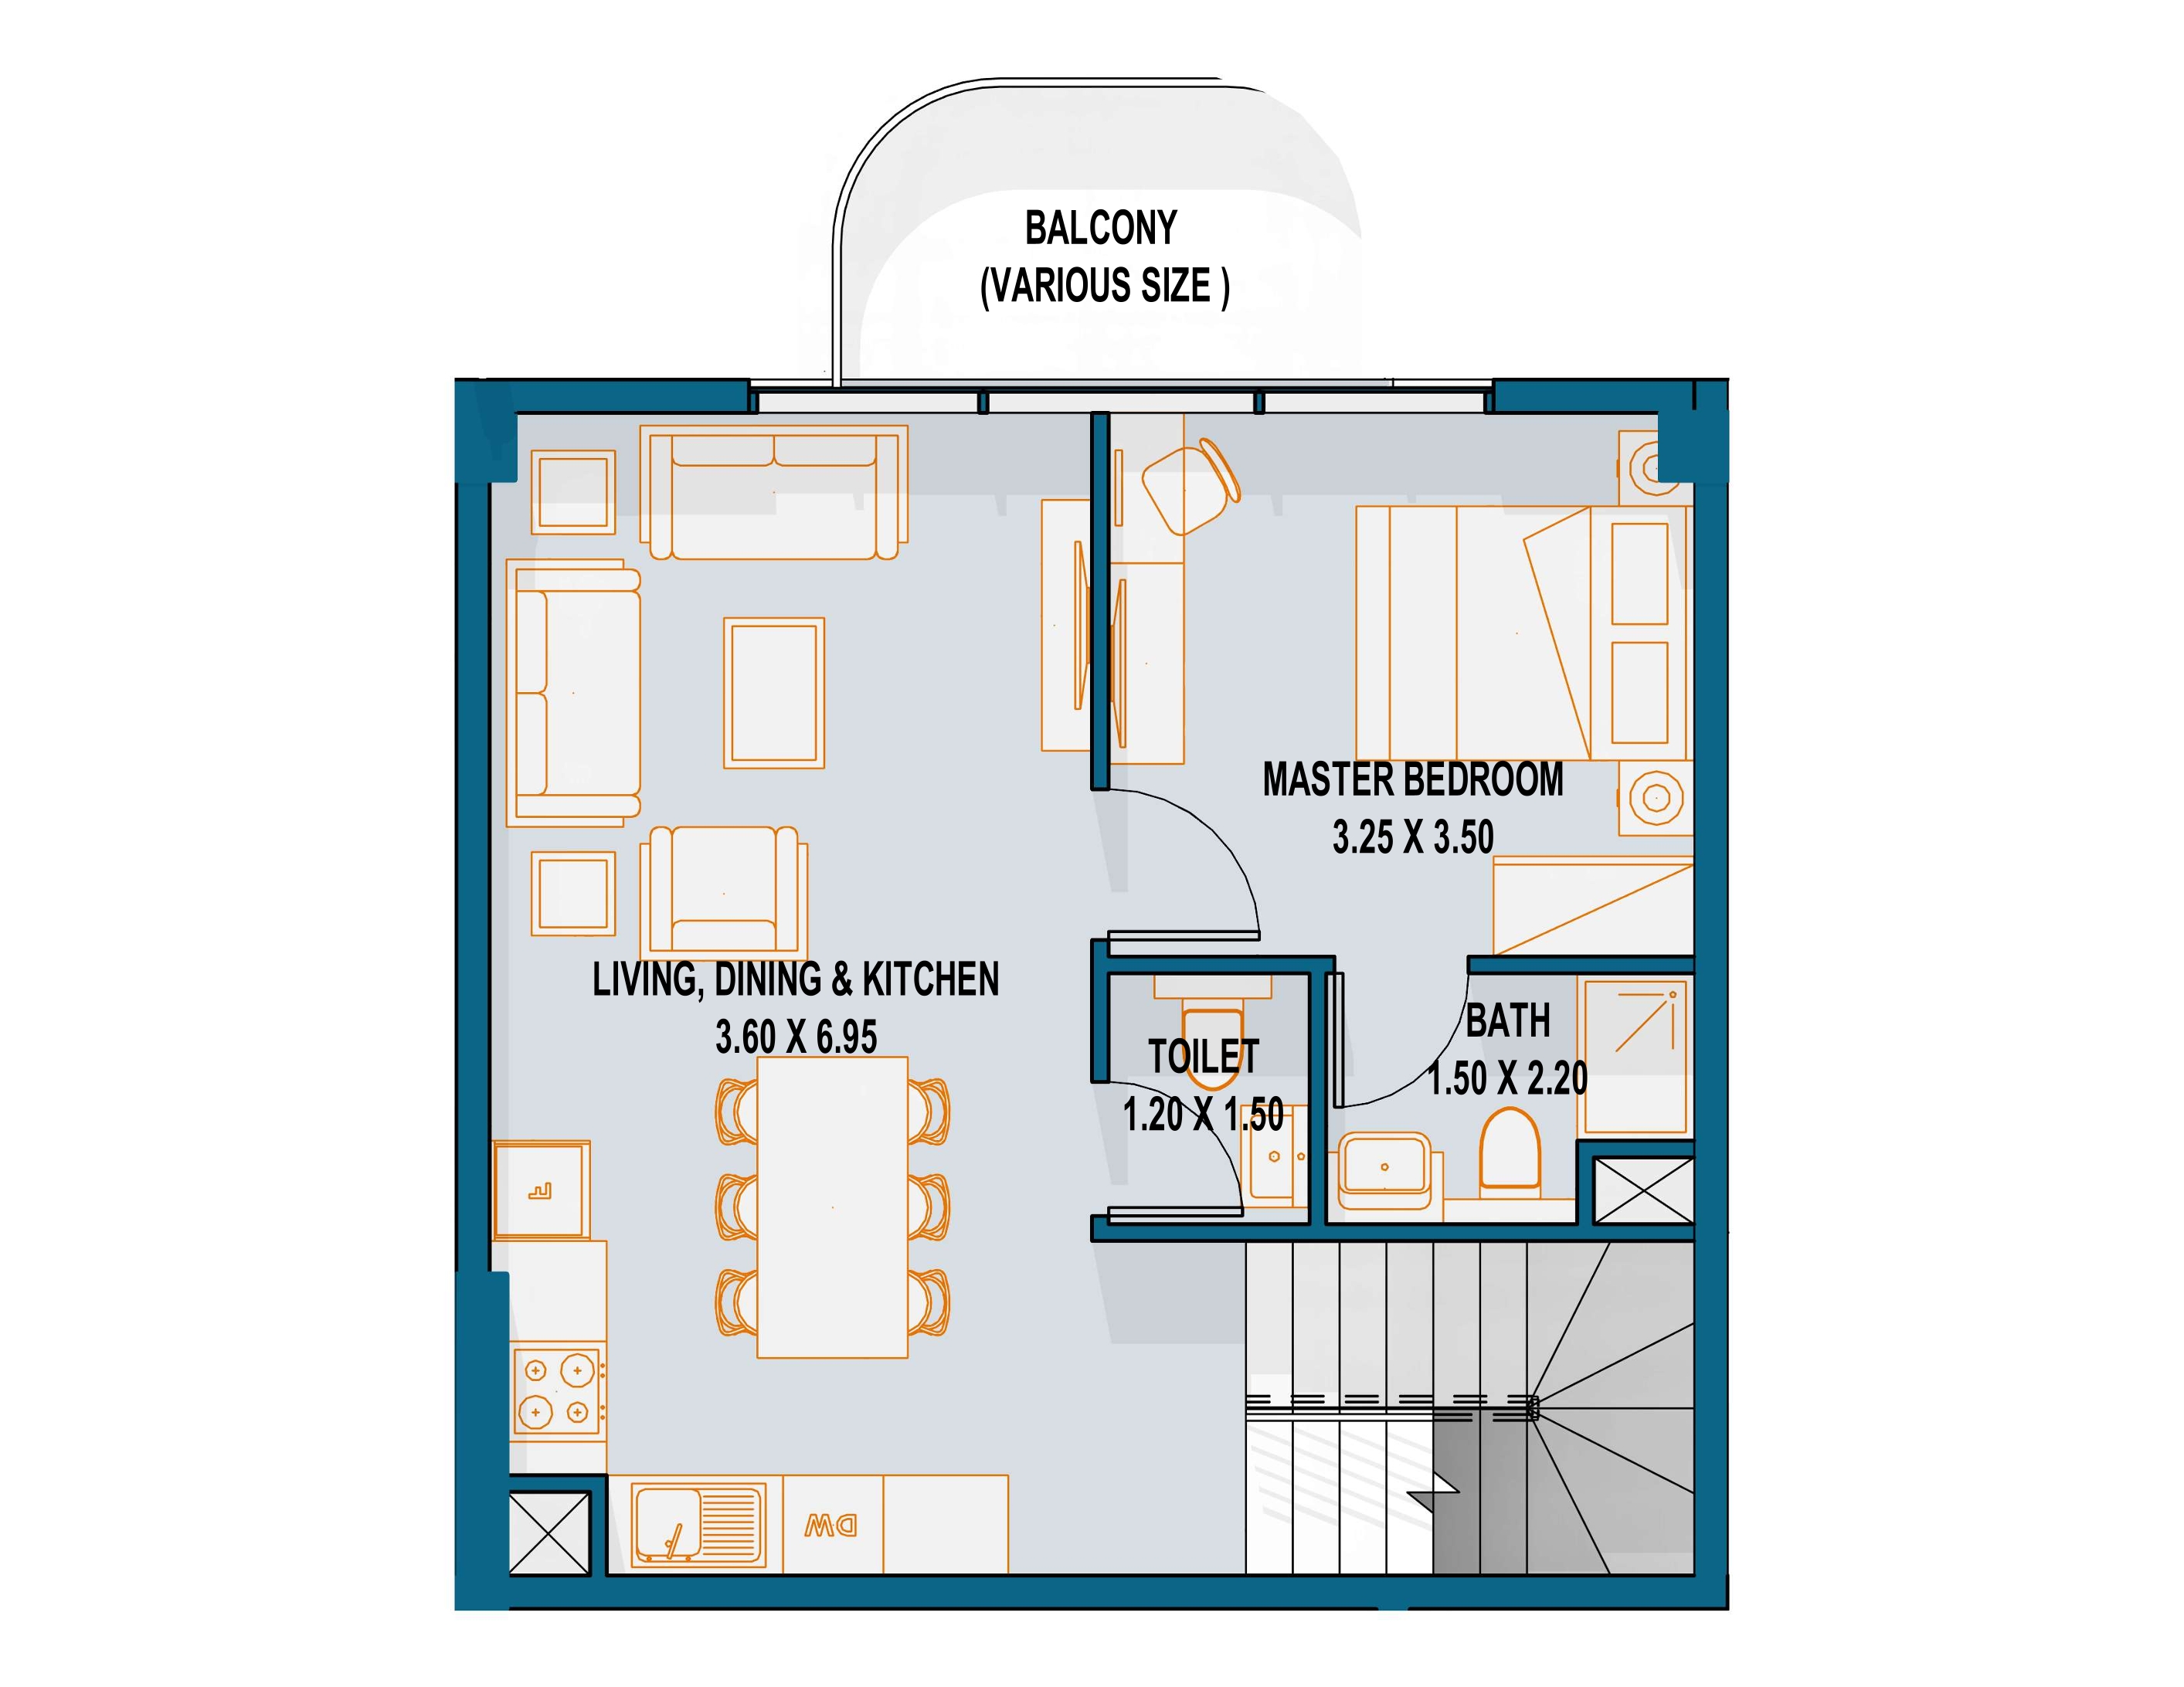 BALCONY
(VARIOUS SIZE )
MASTER BEDROOM
3.25 X 3.50
LIVING, DINING & KITCHEN
3.60 X 6.95
TOILET
1.20 X 1.50
BATH
1.50 X 2.20
F
DW